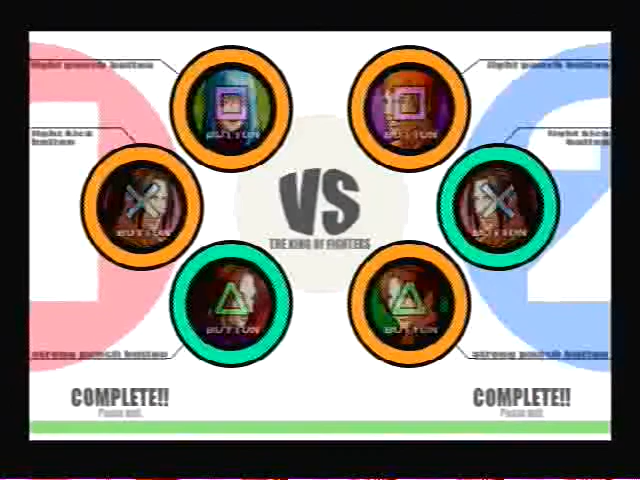 light punch button
light punch button
BUTTON
BUTTON
light kick
button
light kick
button
BUTTON
BUTTON
VS
THE KING OF FIGHTERS
BUTTON
BUTTON
strong punch button
strong punch button
COMPLETE!!
COMPLETE!!
Please wait.
Please wait.